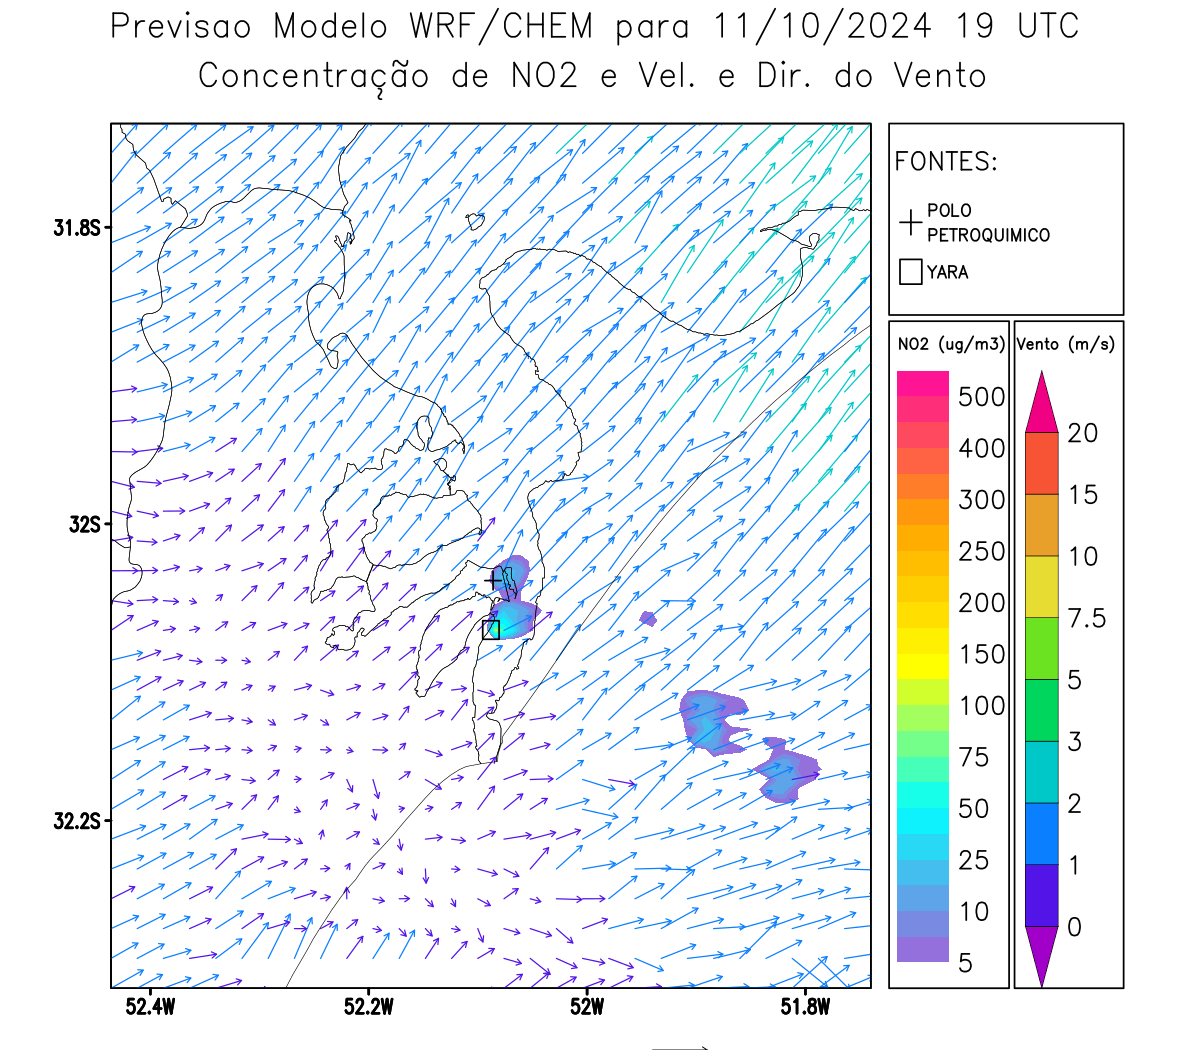 Previsao Modelo WRF/CHEM para 11/10/2024 19 UTC
Concentração de NO2 e Vel. e Dir. do Vento
FONTES:
POLO
PETROQUIMICO
YARA
NO2 (ug/m3)
500
400
300
250
200
150
100
75
50
25
10
5
Vento (m/s)
20
15
10
7.5
5
3
2
1
0
31.8S
32S
32.2S
52.4W
52.2W
52W
51.8W